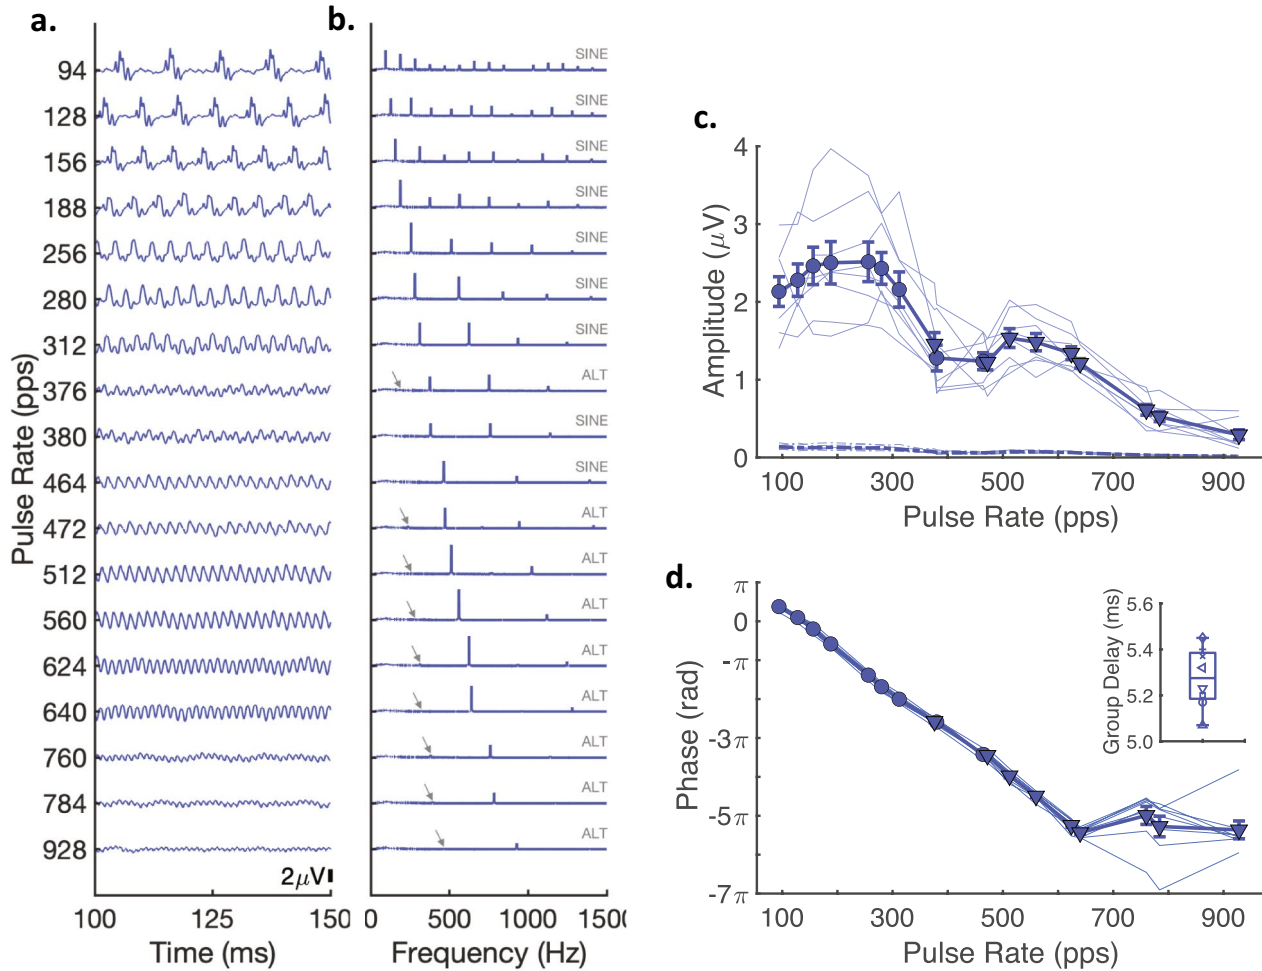 a.
b.
94
128
156
188
256
280
312
376
380
464
472
512
560
624
640
760
784
928
Pulse Rate (pps)
2μV
100
125
150
Time (ms)
SINE
SINE
SINE
SINE
SINE
SINE
SINE
ALT
SINE
SINE
ALT
ALT
ALT
ALT
ALT
ALT
ALT
ALT
0
500
1000
1500
Frequency (Hz)
c.
4
3
2
1
0
Amplitude (μV)
100
300
500
700
900
Pulse Rate (pps)
d.
π
0
-π
-3π
-5π
-7π
Phase (rad)
100
300
500
700
900
Pulse Rate (pps)
5.6
5.4
5.2
5.0
Group Delay (ms)